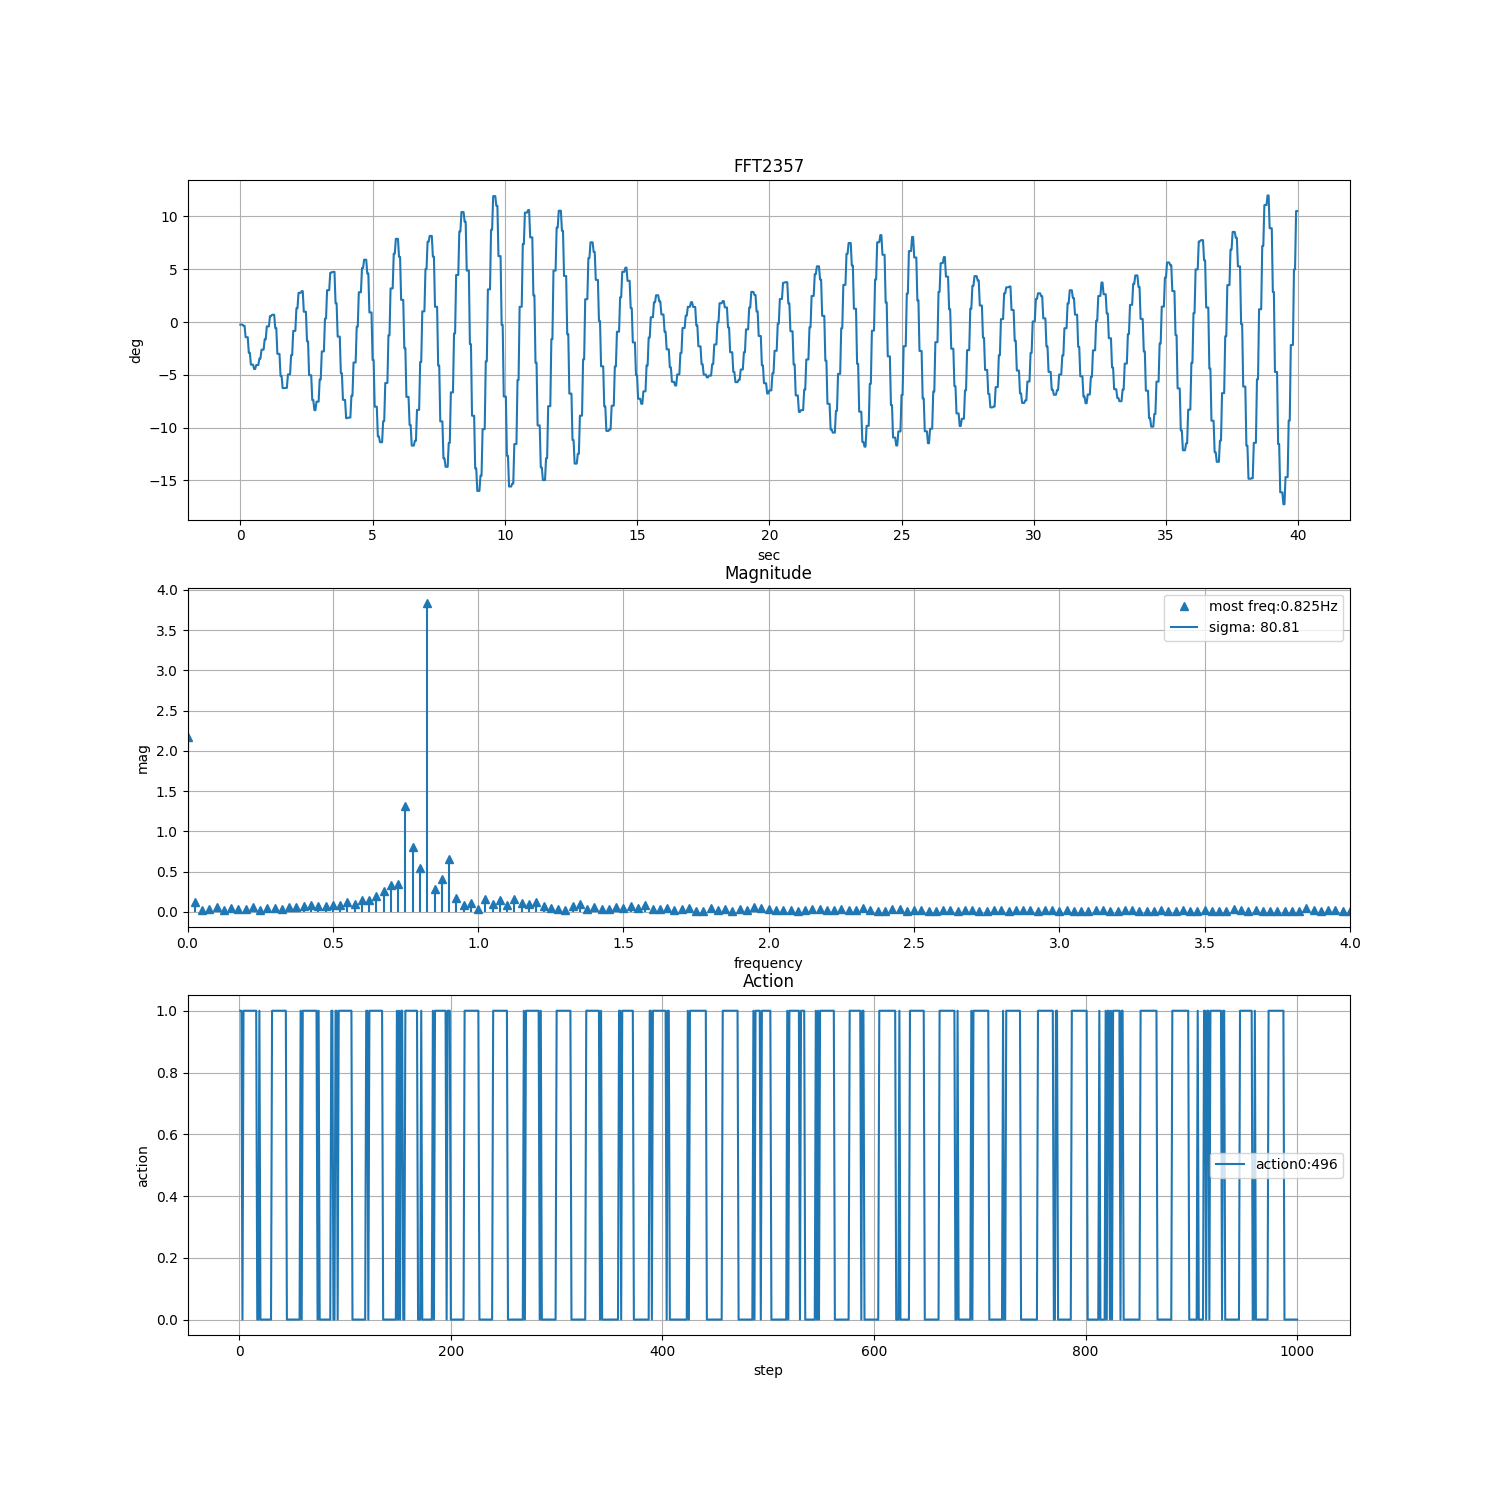 FFT2357
10
5
0
−5
−10
−15
deg
0 5 10 15 20 25 30 35 40
sec
Magnitude
4.0
3.5
3.0
2.5
2.0
1.5
1.0
0.5
0.0
mag
most freq:0.825Hz
sigma: 80.81
0.0 0.5 1.0 1.5 2.0 2.5 3.0 3.5 4.0
frequency
Action
1.0
0.8
0.6
0.4
0.2
0.0
action
action0:496
0 200 400 600 800 1000
step